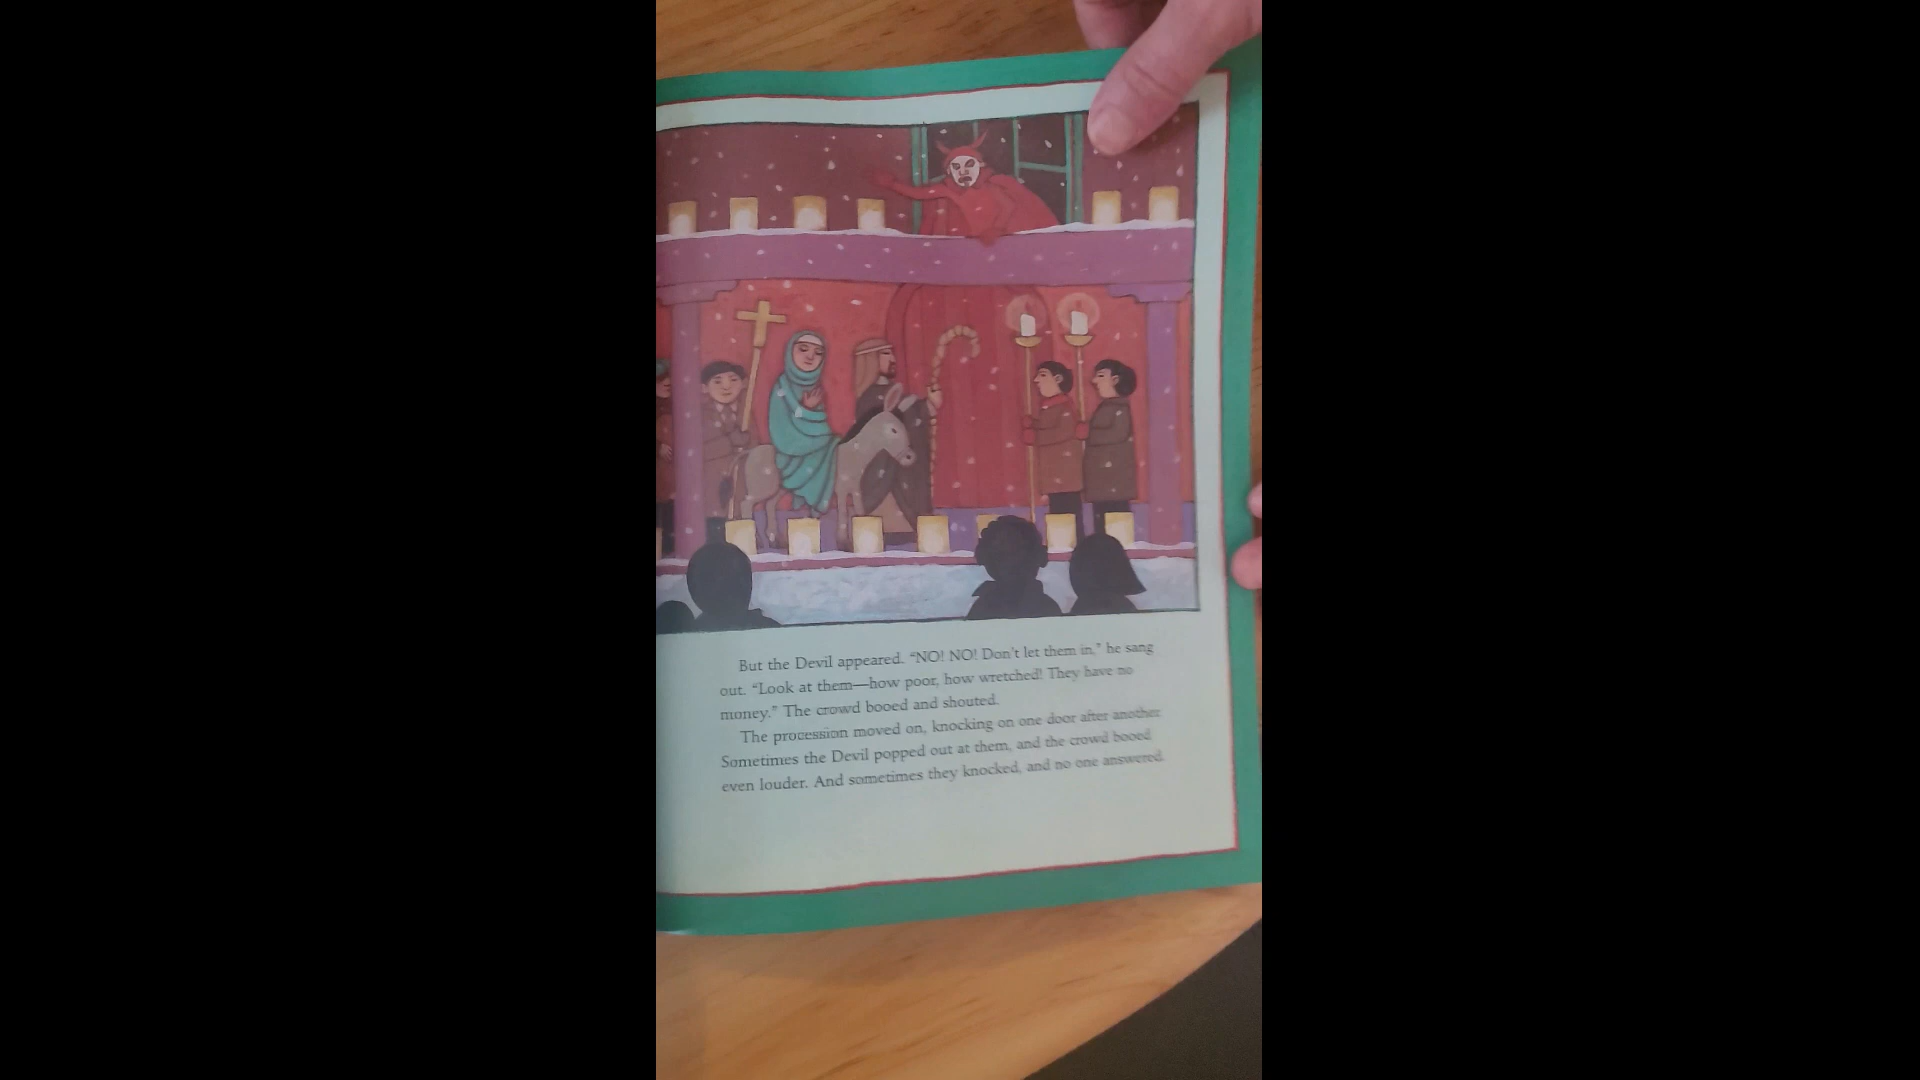 But the Devil appeared. “NO! NO! Don’t let them in,” he sang
out. “Look at them—how poor, how wretched! They have no
money.” The crowd booed and shouted.
The procession moved on, knocking on one door after another.
Sometimes the Devil popped out at them, and the crowd booed
even louder. And sometimes they knocked, and no one answered.